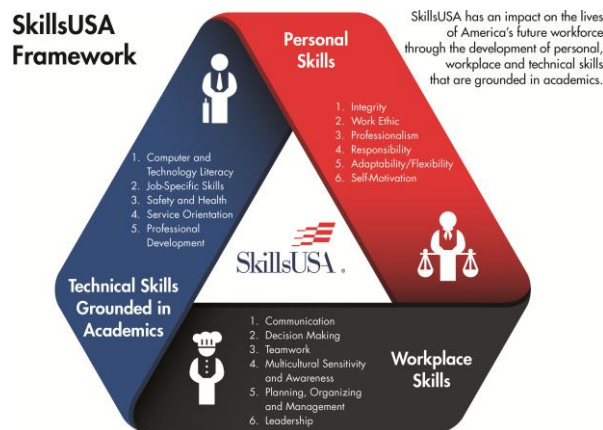 SkillsUSA
Framework
SkillsUSA has an impact on the lives
of America's future workforce
through the development of personal,
workplace and technical skills
that are grounded in academics.
Personal
Skills
1. Integrity
2. Work Ethic
3. Professionalism
4. Responsibility
5. Adaptability/Flexibility
6. Self-Motivation
1. Computer and
Technology Literacy
2. Job-Specific Skills
3. Safety and Health
4. Service Orientation
5. Professional
Development
Technical Skills
Grounded in
Academics
SkillsUSA®
1. Communication
2. Decision Making
3. Teamwork
4. Multicultural Sensitivity
and Awareness
5. Planning, Organizing
and Management
6. Leadership
Workplace
Skills